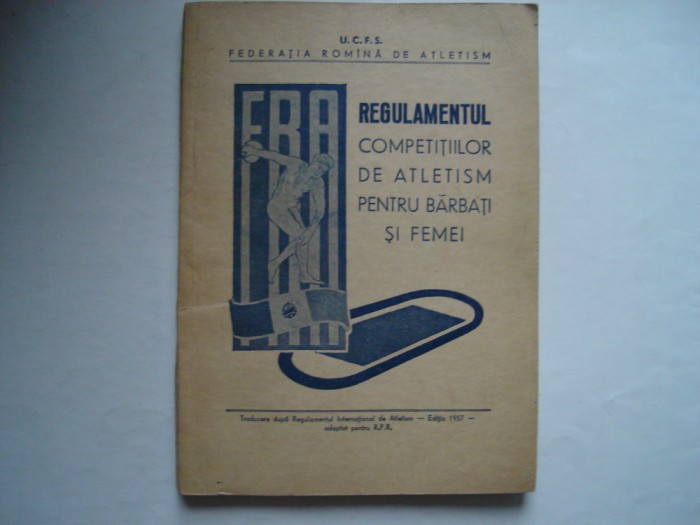 U. C. F. S.
FEDERAȚIA ROMÎNĂ DE ATLETISM
FRA
REGULAMENTUL
COMPETIȚIILOR
DE ATLETISM
PENTRU BĂRBAȚI
ȘI FEMEI
Traducere după Regulamentul Internațional de Atletism — Ediția 1957 —
adaptat pentru R.P.R.